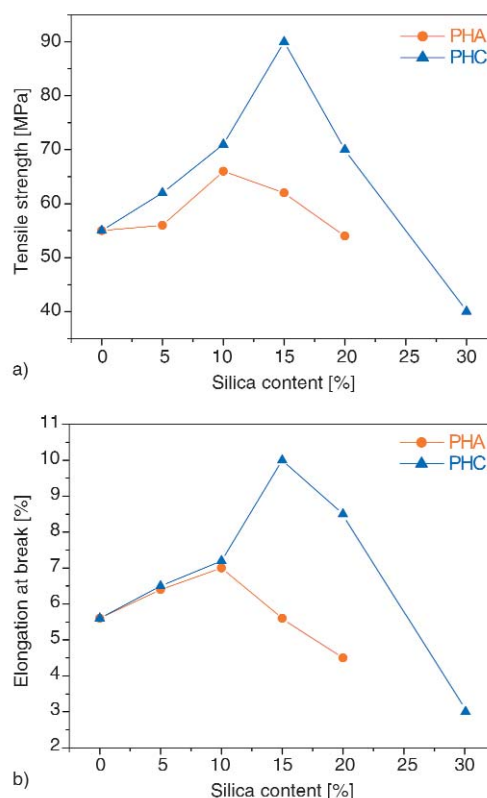 PHA
PHC
90
80
70
60
50
40
Tensile strength [MPa]
0 5 10 15 20 25 30
Silica content [%]
a)
PHA
PHC
11
10
9
8
7
6
5
4
3
2
Elongation at break [%]
0 5 10 15 20 25 30
Silica content [%]
b)